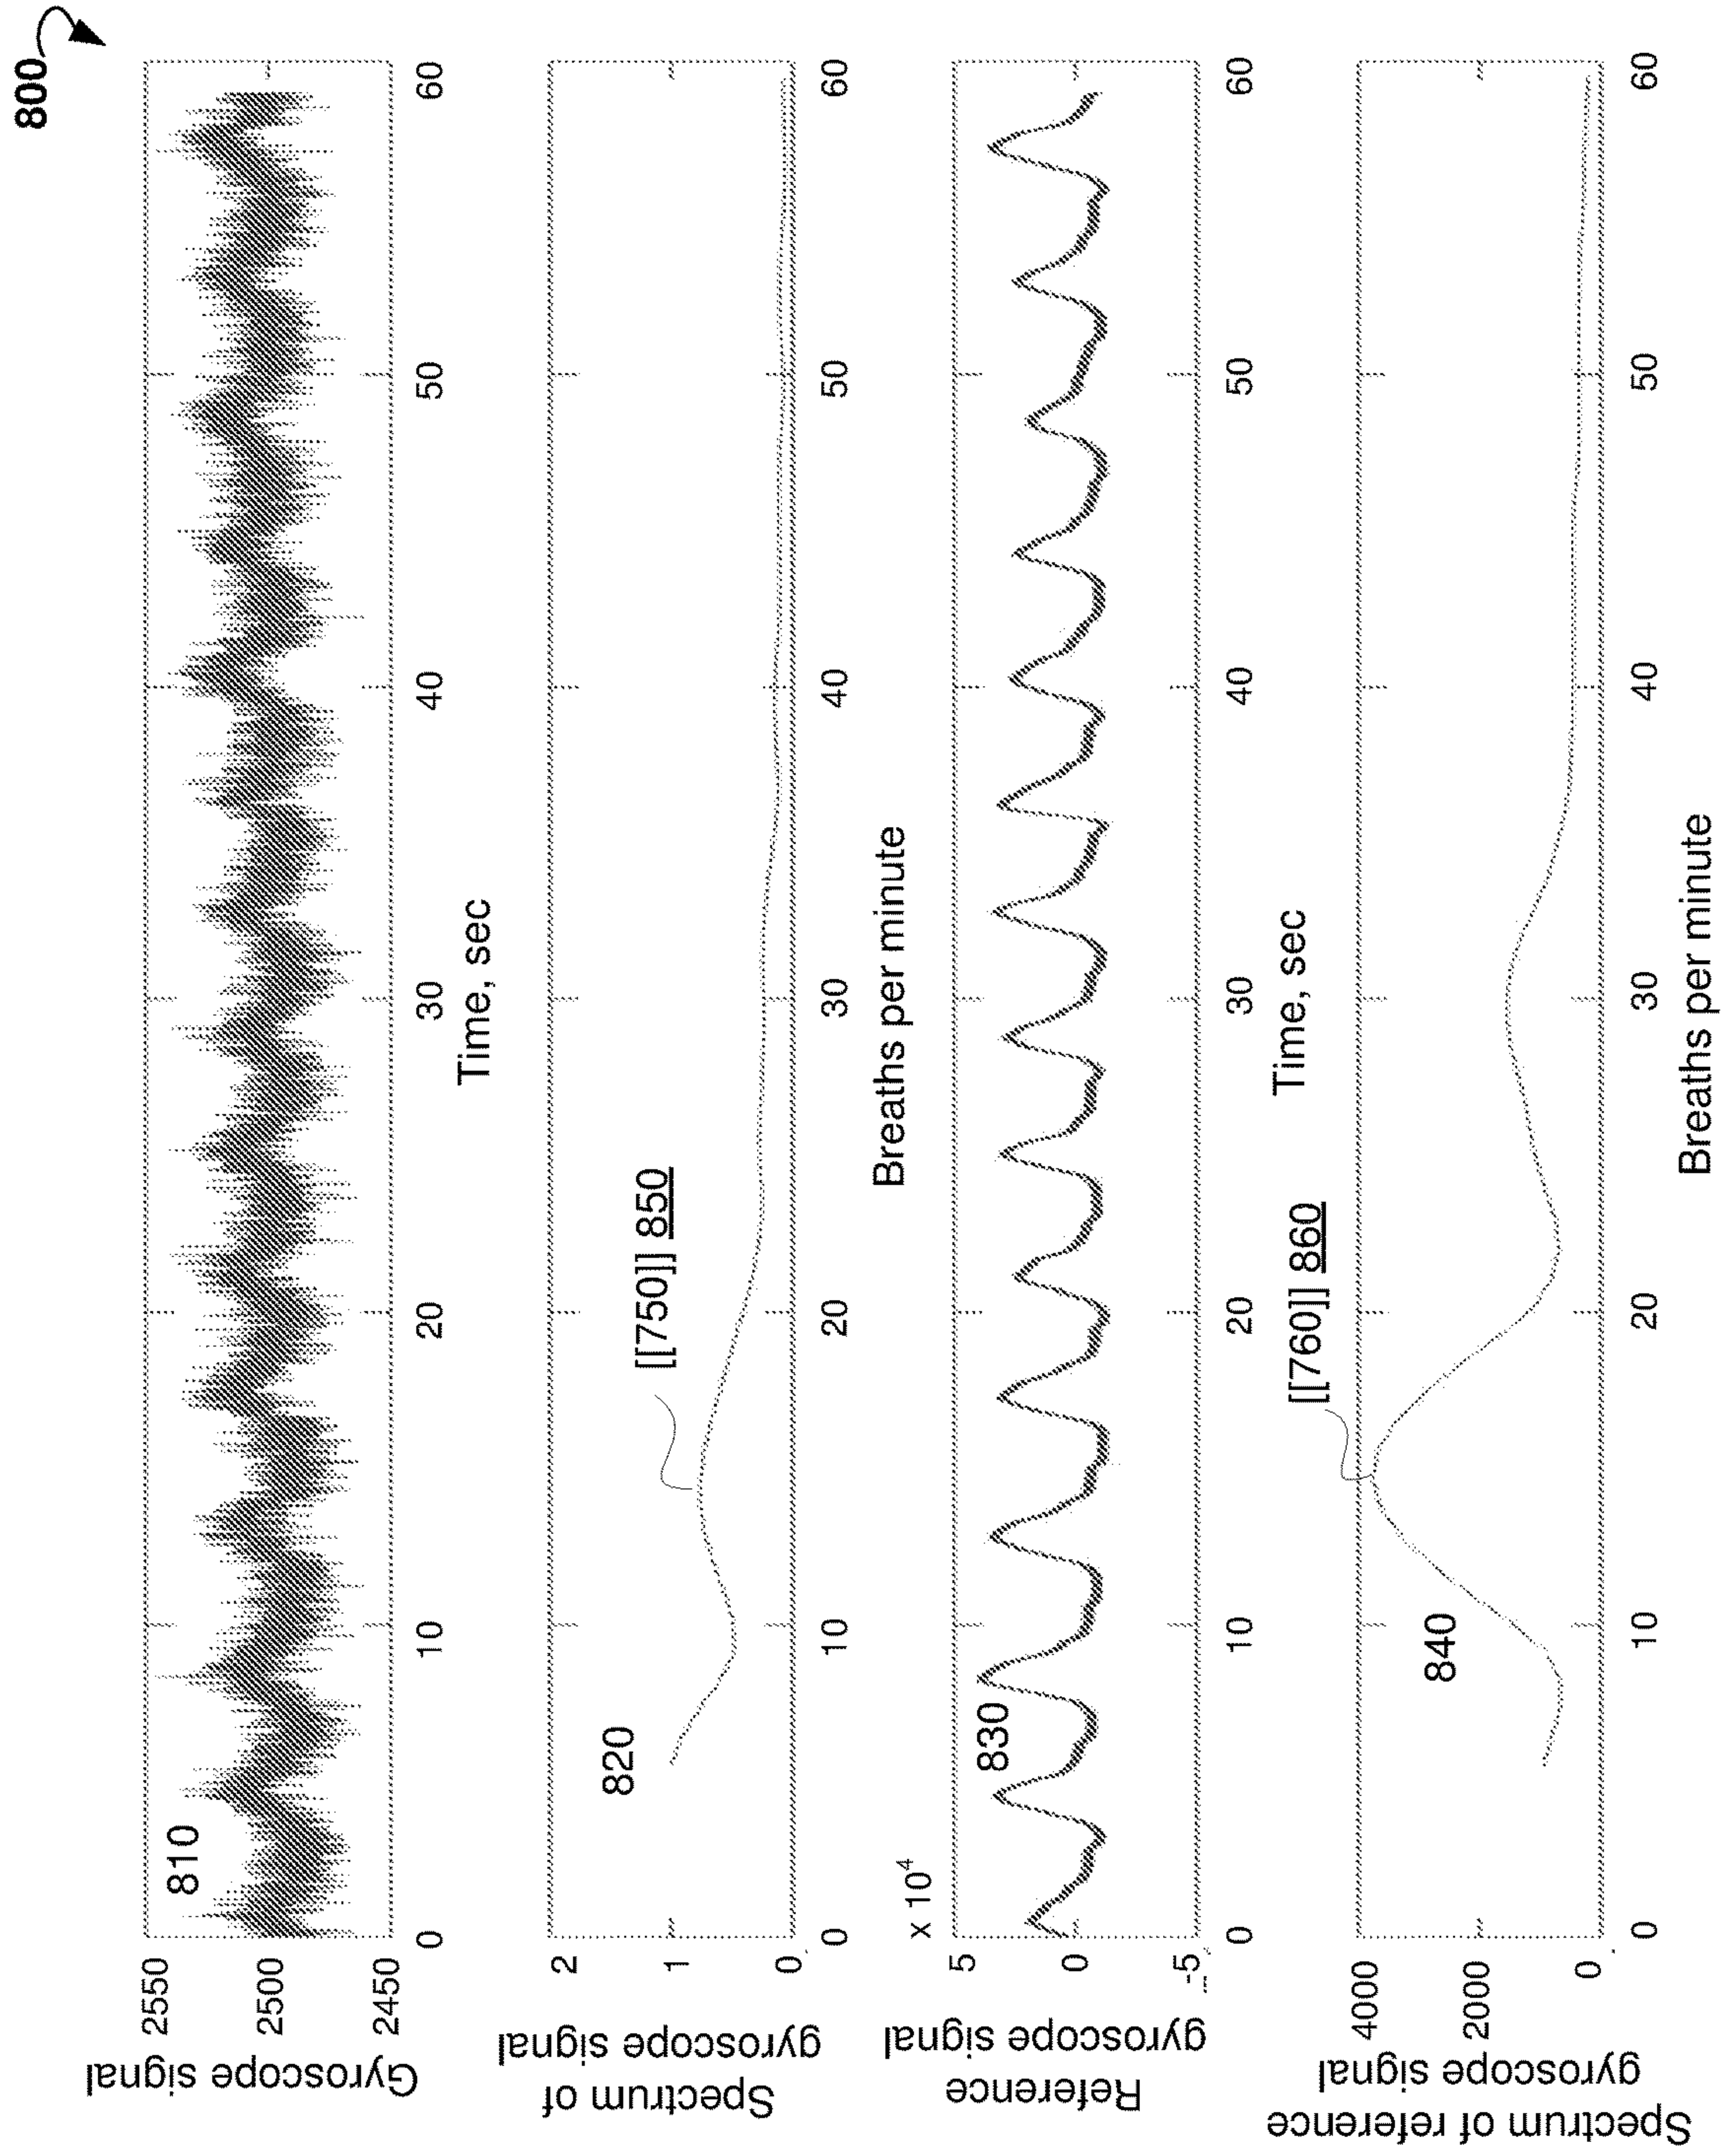 800
Gyroscope signal
2550
2500
2450
810
0 10 20 30 40 50 60
Time, sec
Spectrum of
gyroscope signal
2
1
0
820
[[750]] 850
0 10 20 30 40 50 60
Breaths per minute
Reference
gyroscope signal
x 10⁴
5
0
-5
830
0 10 20 30 40 50 60
Time, sec
Spectrum of reference
gyroscope signal
4000
2000
0
840
[[760]] 860
0 10 20 30 40 50 60
Breaths per minute